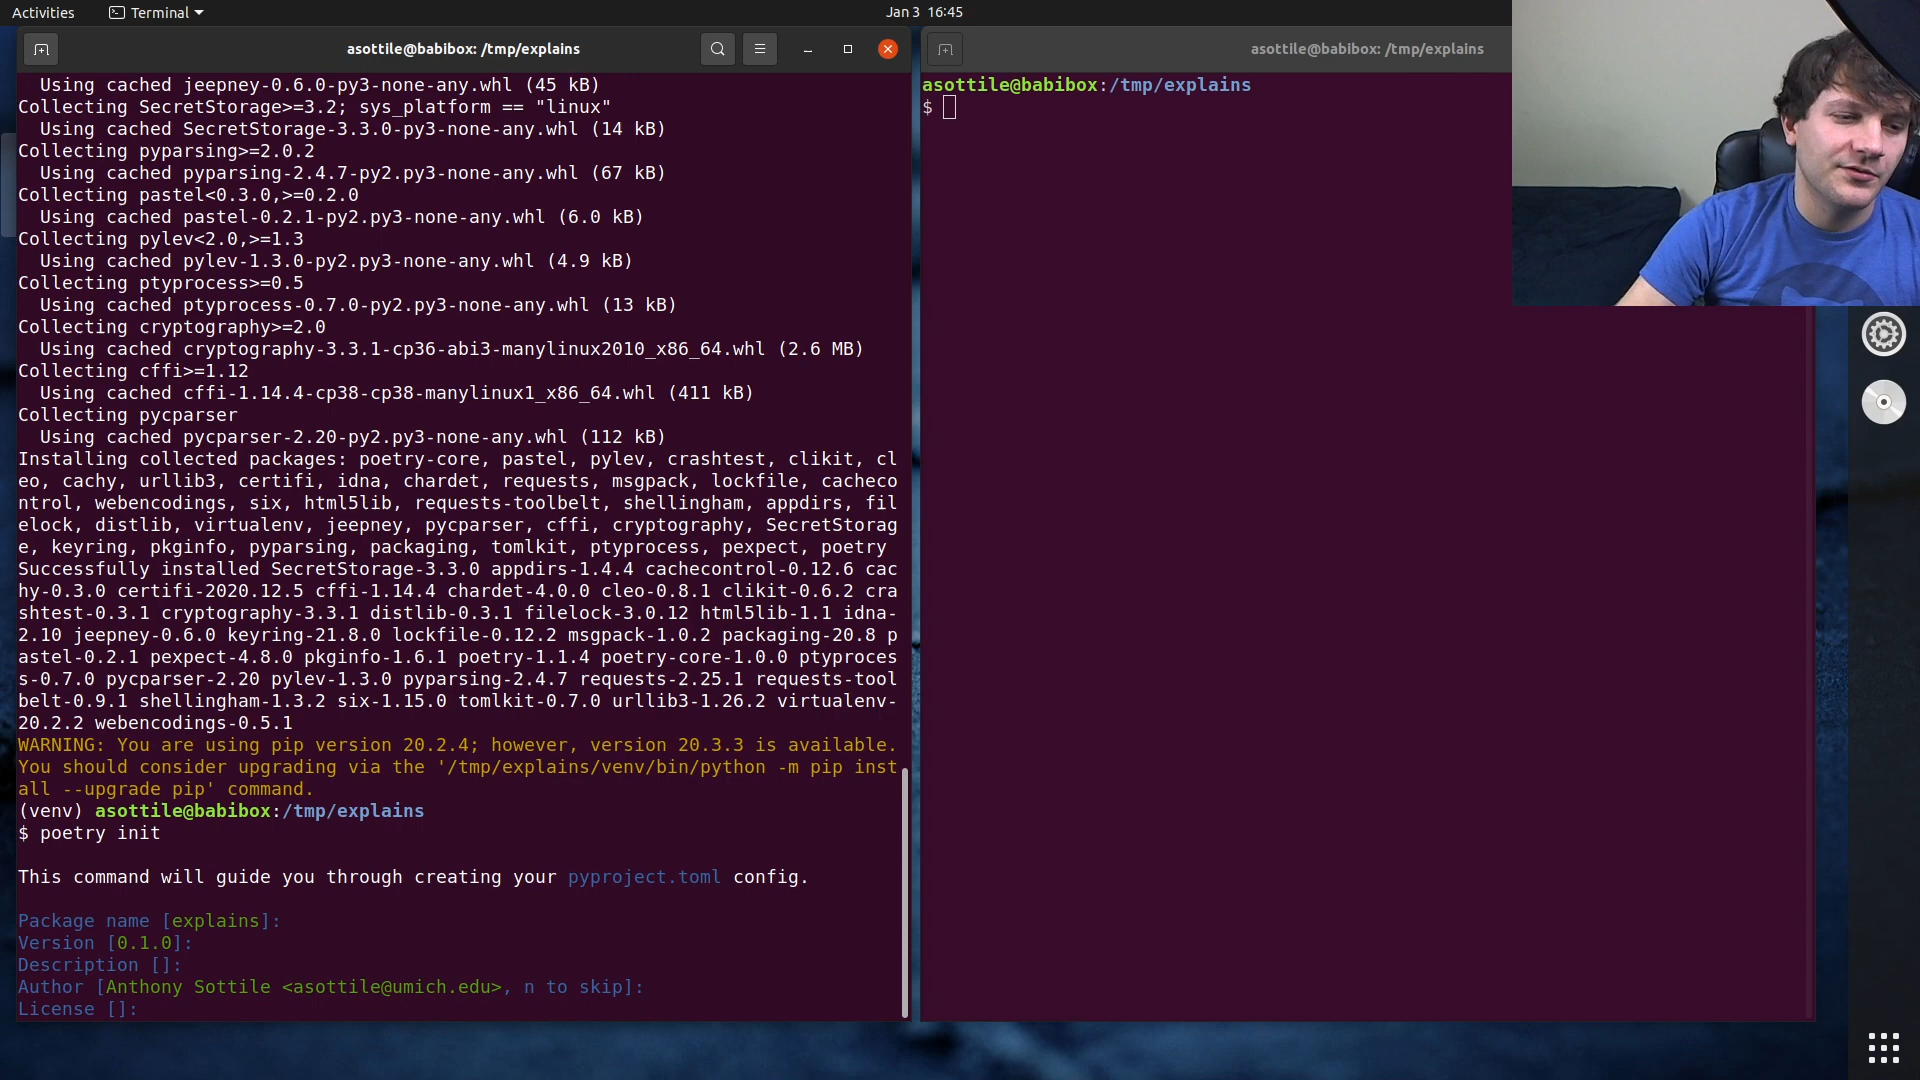 Activities
Terminal
Jan 3 16:45
asottile@babibox: /tmp/explains
Using cached jeepney-0.6.0-py3-none-any.whl (45 kB)
Collecting SecretStorage>=3.2; sys_platform == "linux"
Using cached SecretStorage-3.3.0-py3-none-any.whl (14 kB)
Collecting pyparsing>=2.0.2
Using cached pyparsing-2.4.7-py2.py3-none-any.whl (67 kB)
Collecting pastel<0.3.0,>=0.2.0
Using cached pastel-0.2.1-py2.py3-none-any.whl (6.0 kB)
Collecting pylev<2.0,>=1.3
Using cached pylev-1.3.0-py2.py3-none-any.whl (4.9 kB)
Collecting ptyprocess>=0.5
Using cached ptyprocess-0.7.0-py2.py3-none-any.whl (13 kB)
Collecting cryptography>=2.0
Using cached cryptography-3.3.1-cp36-abi3-manylinux2010_x86_64.whl (2.6 MB)
Collecting cffi>=1.12
Using cached cffi-1.14.4-cp38-cp38-manylinux1_x86_64.whl (411 kB)
Collecting pycparser
Using cached pycparser-2.20-py2.py3-none-any.whl (112 kB)
Installing collected packages: poetry-core, pastel, pylev, crashtest, clikit, cl
eo, cachy, urllib3, certifi, idna, chardet, requests, msgpack, lockfile, cacheco
ntrol, webencodings, six, html5lib, requests-toolbelt, shellingham, appdirs, fil
elock, distlib, virtualenv, jeepney, pycparser, cffi, cryptography, SecretStorag
e, keyring, pkginfo, pyparsing, packaging, tomlkit, ptyprocess, pexpect, poetry
Successfully installed SecretStorage-3.3.0 appdirs-1.4.4 cachecontrol-0.12.6 cac
hy-0.3.0 certifi-2020.12.5 cffi-1.14.4 chardet-4.0.0 cleo-0.8.1 clikit-0.6.2 cra
shtest-0.3.1 cryptography-3.3.1 distlib-0.3.1 filelock-3.0.12 html5lib-1.1 idna-
2.10 jeepney-0.6.0 keyring-21.8.0 lockfile-0.12.2 msgpack-1.0.2 packaging-20.8 p
astel-0.2.1 pexpect-4.8.0 pkginfo-1.6.1 poetry-1.1.4 poetry-core-1.0.0 ptyproces
s-0.7.0 pycparser-2.20 pylev-1.3.0 pyparsing-2.4.7 requests-2.25.1 requests-tool
belt-0.9.1 shellingham-1.3.2 six-1.15.0 tomlkit-0.7.0 urllib3-1.26.2 virtualenv-
20.2.2 webencodings-0.5.1
WARNING: You are using pip version 20.2.4; however, version 20.3.3 is available.
You should consider upgrading via the '/tmp/explains/venv/bin/python -m pip inst
all --upgrade pip' command.
(venv) asottile@babibox:/tmp/explains
$ poetry init
This command will guide you through creating your pyproject.toml config.
Package name [explains]:
Version [0.1.0]:
Description []:
Author [Anthony Sottile <asottile@umich.edu>, n to skip]:
License []:
asottile@babibox: /tmp/explains
asottile@babibox:/tmp/explains
$